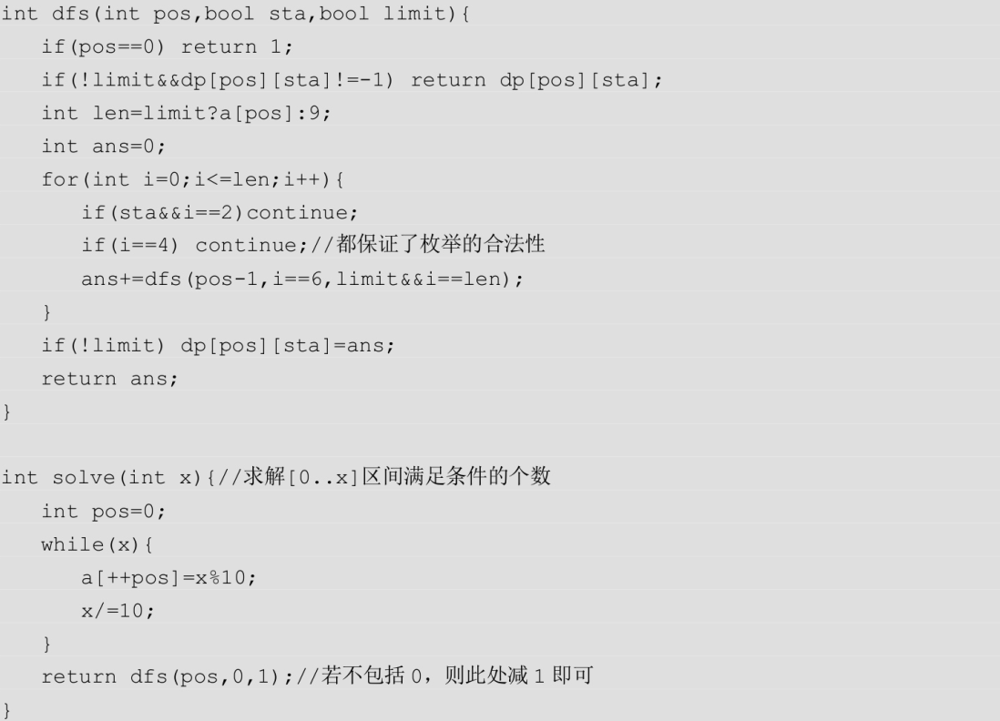 int dfs(int pos,bool sta,bool limit){
    if(pos==0) return 1;
    if(!limit&&dp[pos][sta]!=-1) return dp[pos][sta];
    int len=limit?a[pos]:9;
    int ans=0;
    for(int i=0;i<=len;i++){
        if(sta&&i==2)continue;
        if(i==4) continue;//都保证了枚举的合法性
        ans+=dfs(pos-1,i==6,limit&&i==len);
    }
    if(!limit) dp[pos][sta]=ans;
    return ans;
}

int solve(int x){//求解[0..x]区间满足条件的个数
    int pos=0;
    while(x){
        a[++pos]=x%10;
        x/=10;
    }
    return dfs(pos,0,1);//若不包括 0，则此处减 1 即可
}